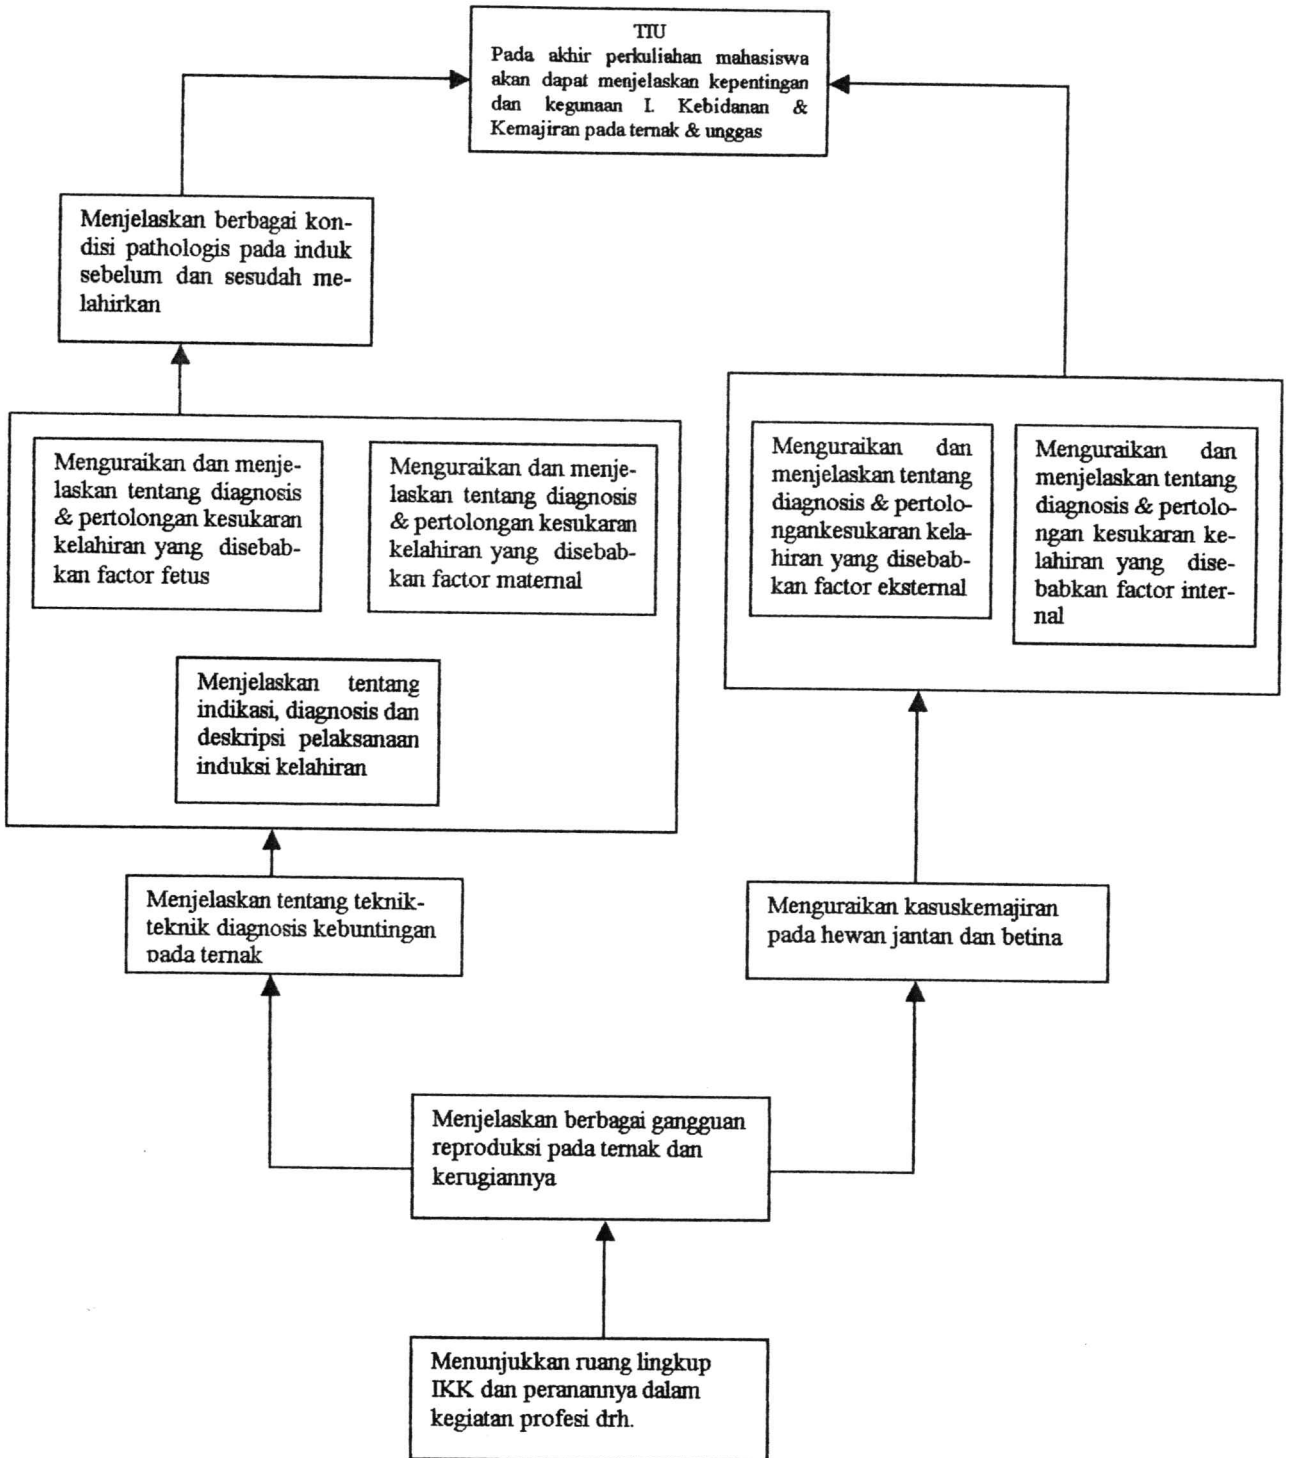 TIU
Pada akhir perkuliahan mahasiswa
akan dapat menjelaskan kepentingan
dan kegunaan I. Kebidanan &
Kemajiran pada ternak & unggas
Menjelaskan berbagai kon-
disi pathologis pada induk
sebelum dan sesudah me-
lahirkan
Menguraikan dan menje-
laskan tentang diagnosis
& pertolongan kesukaran
kelahiran yang disebab-
kan factor fetus
Menguraikan dan menje-
laskan tentang diagnosis
& pertolongan kesukaran
kelahiran yang disebab-
kan factor maternal
Menguraikan dan
menjelaskan tentang
diagnosis & pertolo-
ngankesukaran kela-
hiran yang disebab-
kan factor eksternal
Menguraikan dan
menjelaskan tentang
diagnosis & pertolo-
ngan kesukaran ke-
lahiran yang dise-
babkan factor inter-
nal
Menjelaskan tentang
indikasi, diagnosis dan
deskripsi pelaksanaan
induksi kelahiran
Menjelaskan tentang teknik-
teknik diagnosis kebuntingan
pada ternak
Menguraikan kasuskemajiran
pada hewan jantan dan betina
Menjelaskan berbagai gangguan
reproduksi pada ternak dan
kerugiannya
Menunjukkan ruang lingkup
IKK dan peranannya dalam
kegiatan profesi drh.